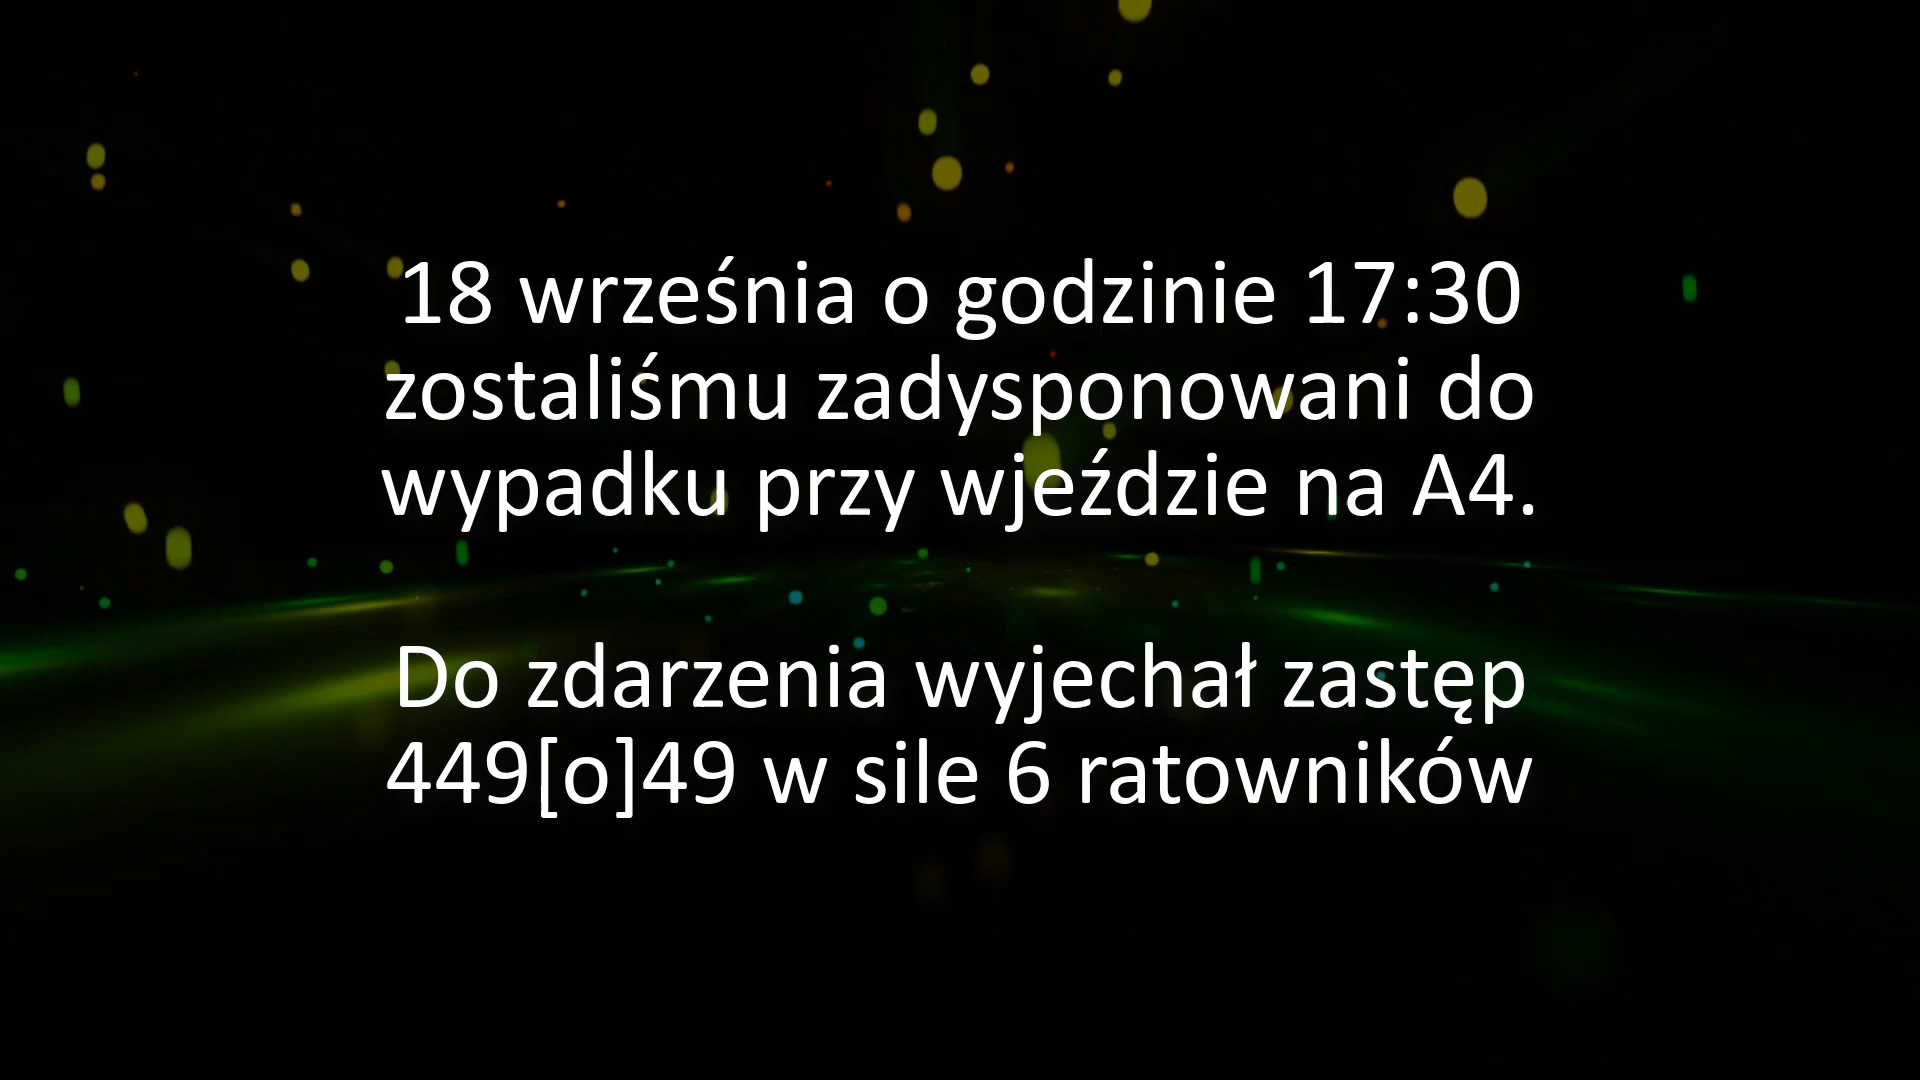 18 września o godzinie 17:30
zostaliśmu zadysponowani do
wypadku przy wjeździe na A4.
Do zdarzenia wyjechał zastęp
449[o]49 w sile 6 ratowników